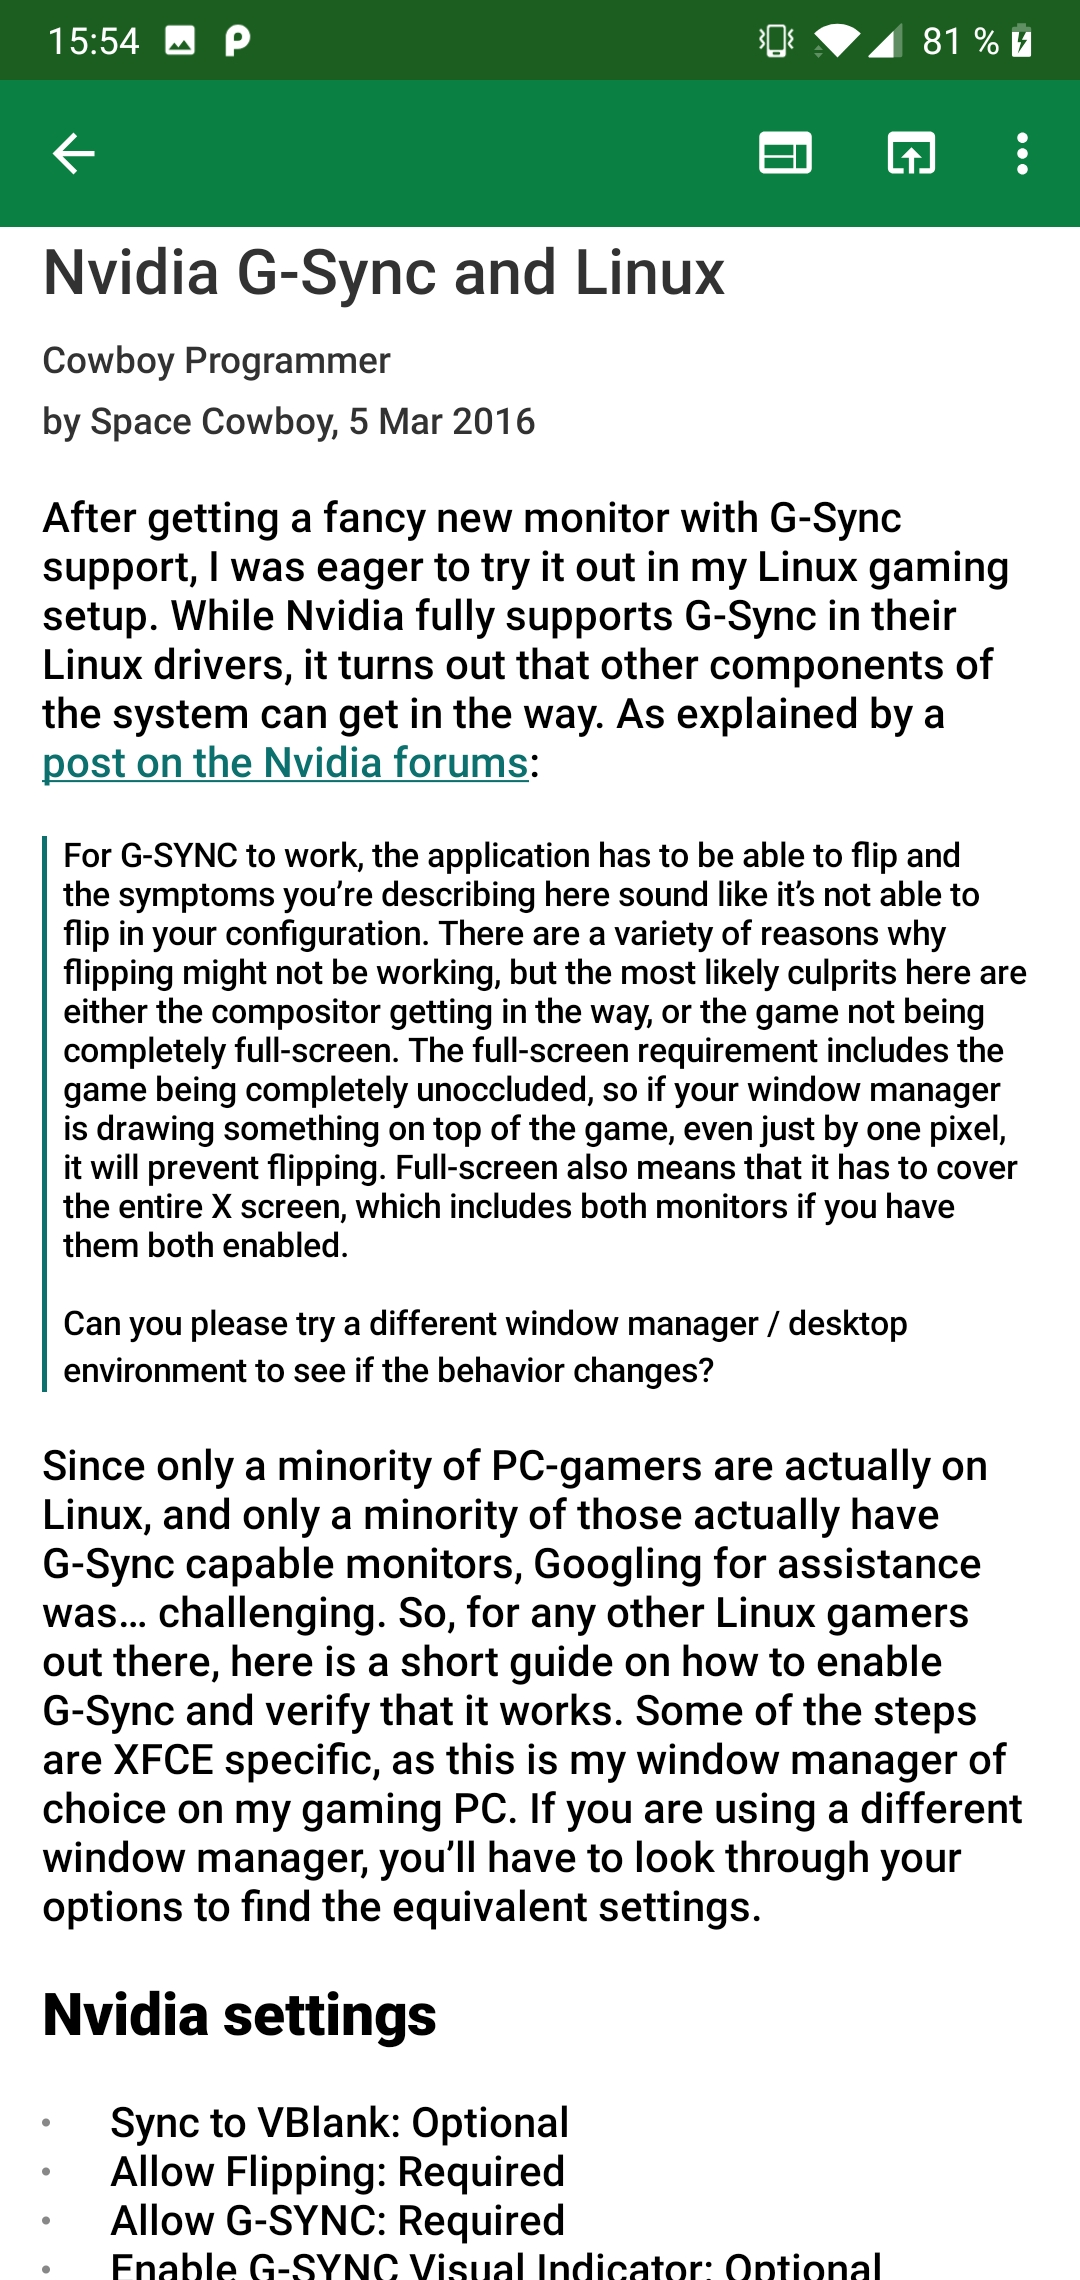 15:54 81 %
Nvidia G-Sync and Linux
Cowboy Programmer
by Space Cowboy, 5 Mar 2016
After getting a fancy new monitor with G-Sync
support, I was eager to try it out in my Linux gaming
setup. While Nvidia fully supports G-Sync in their
Linux drivers, it turns out that other components of
the system can get in the way. As explained by a
post on the Nvidia forums:
For G-SYNC to work, the application has to be able to flip and
the symptoms you’re describing here sound like it’s not able to
flip in your configuration. There are a variety of reasons why
flipping might not be working, but the most likely culprits here are
either the compositor getting in the way, or the game not being
completely full-screen. The full-screen requirement includes the
game being completely unoccluded, so if your window manager
is drawing something on top of the game, even just by one pixel,
it will prevent flipping. Full-screen also means that it has to cover
the entire X screen, which includes both monitors if you have
them both enabled.
Can you please try a different window manager / desktop
environment to see if the behavior changes?
Since only a minority of PC-gamers are actually on
Linux, and only a minority of those actually have
G-Sync capable monitors, Googling for assistance
was… challenging. So, for any other Linux gamers
out there, here is a short guide on how to enable
G-Sync and verify that it works. Some of the steps
are XFCE specific, as this is my window manager of
choice on my gaming PC. If you are using a different
window manager, you’ll have to look through your
options to find the equivalent settings.
Nvidia settings
• Sync to VBlank: Optional
• Allow Flipping: Required
• Allow G-SYNC: Required
• Enable G-SYNC Visual Indicator: Optional